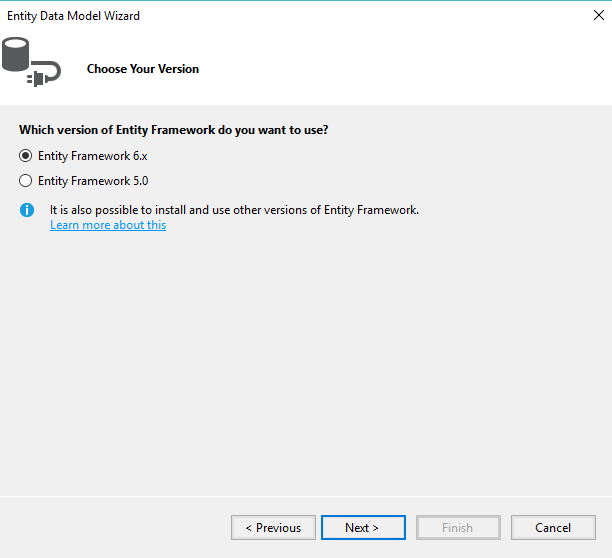 Entity Data Model Wizard
Choose Your Version
Which version of Entity Framework do you want to use?
Entity Framework 6.x
Entity Framework 5.0
It is also possible to install and use other versions of Entity Framework.
Learn more about this
< Previous
Next >
Finish
Cancel